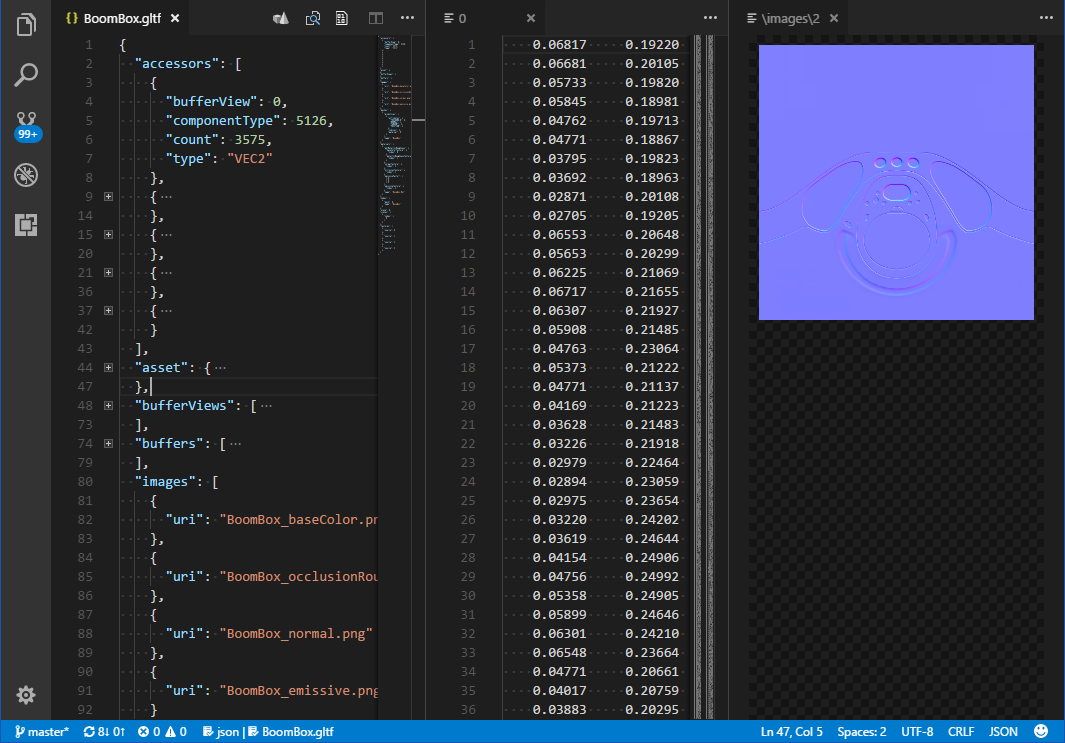 BoomBox.gltf
0
\images\2
1 {
2 "accessors": [
3 {
4 "bufferView": 0,
5 "componentType": 5126,
6 "count": 3575,
7 "type": "VEC2"
8 },
9 { ···
14 },
15 { ···
20 },
21 { ···
36 },
37 { ···
42 }
43 ],
44 "asset": { ···
47 },
48 "bufferViews": [ ···
73 ],
74 "buffers": [ ···
79 ],
80 "images": [
81 {
82 "uri": "BoomBox_baseColor.pn
83 },
84 {
85 "uri": "BoomBox_occlusionRou
86 },
87 {
88 "uri": "BoomBox_normal.png"
89 },
90 {
91 "uri": "BoomBox_emissive.png
92 }
1 0.06817 0.19220
2 0.06681 0.20105
3 0.05733 0.19820
4 0.05845 0.18981
5 0.04762 0.19713
6 0.04771 0.18867
7 0.03795 0.19823
8 0.03692 0.18963
9 0.02871 0.20108
10 0.02705 0.19205
11 0.06553 0.20648
12 0.05653 0.20299
13 0.06225 0.21069
14 0.06717 0.21655
15 0.06307 0.21927
16 0.05908 0.21485
17 0.04763 0.23064
18 0.05373 0.21222
19 0.04771 0.21137
20 0.04169 0.21223
21 0.03628 0.21483
22 0.03226 0.21918
23 0.02979 0.22464
24 0.02894 0.23059
25 0.02975 0.23654
26 0.03220 0.24202
27 0.03619 0.24644
28 0.04154 0.24906
29 0.04756 0.24992
30 0.05358 0.24905
31 0.05899 0.24646
32 0.06301 0.24210
33 0.06548 0.23664
34 0.04771 0.20661
35 0.04017 0.20759
36 0.03883 0.20295
99+
master* 8↓ 0↑ 0 0 json | BoomBox.gltf Ln 47, Col 5 Spaces: 2 UTF-8 CRLF JSON